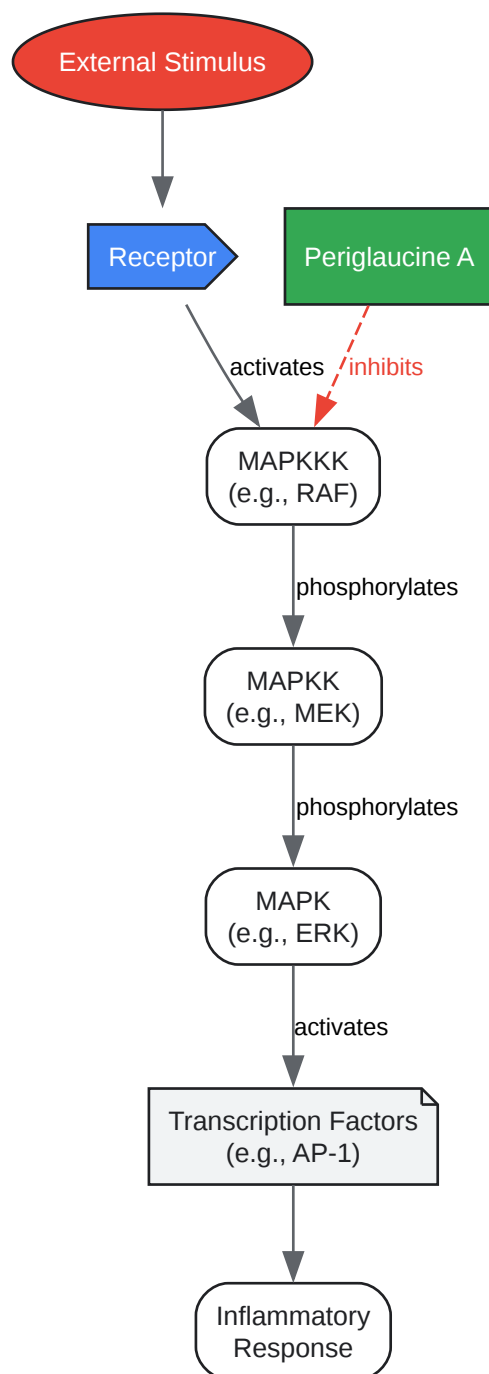 External Stimulus
Receptor
Periglaucine A
activates
inhibits
MAPKKK
(e.g., RAF)
phosphorylates
MAPKK
(e.g., MEK)
phosphorylates
MAPK
(e.g., ERK)
activates
Transcription Factors
(e.g., AP-1)
Inflammatory
Response